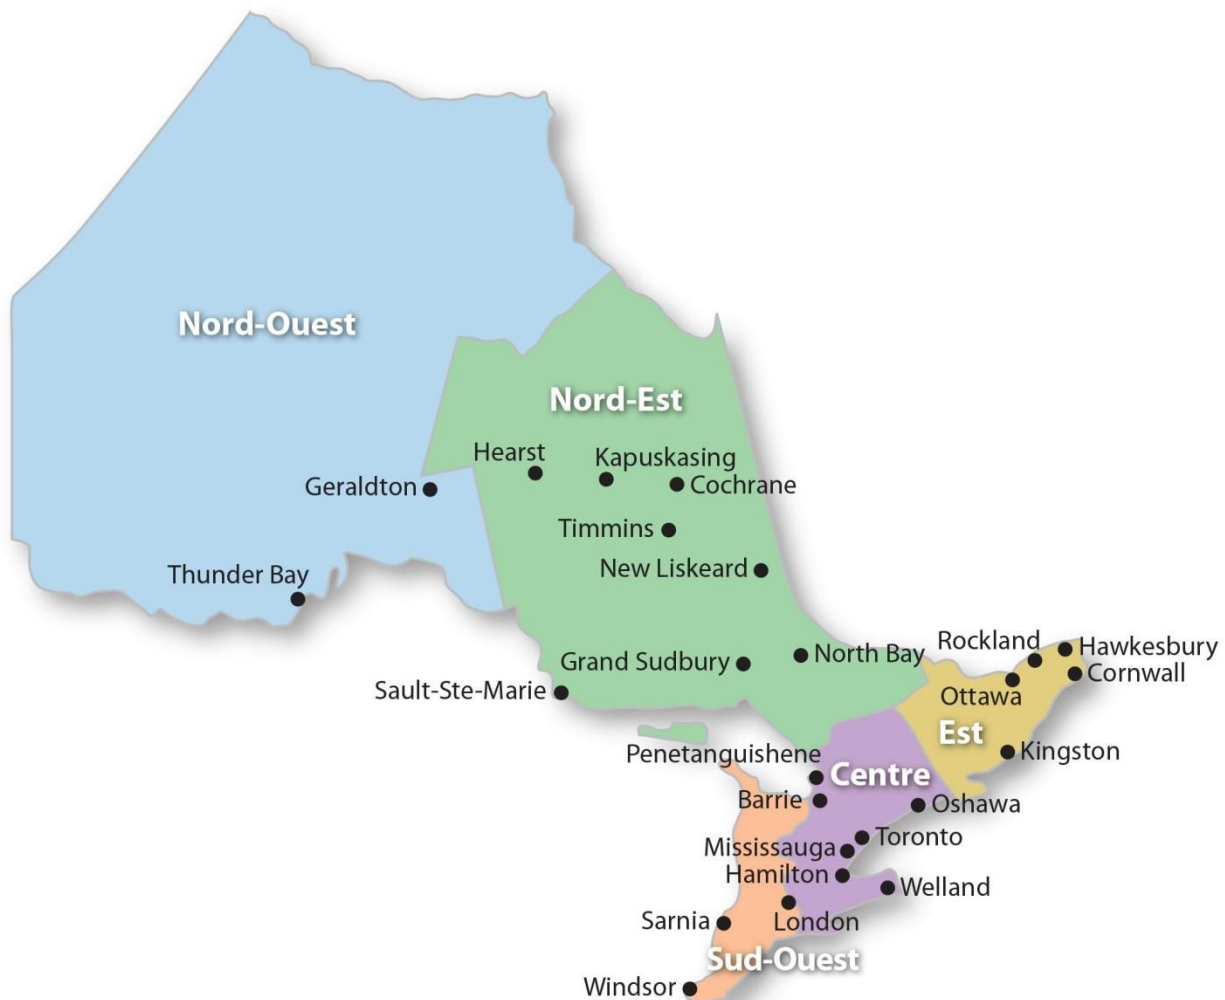 Nord-Ouest
Nord-Est
Hearst
Kapuskasing
Geraldton
Cochrane
Timmins
New Liskeard
Thunder Bay
Rockland
Hawkesbury
North Bay
Grand Sudbury
Cornwall
Sault-Ste-Marie
Ottawa
Est
Kingston
Penetanguishene
Centre
Barrie
Oshawa
Toronto
Mississauga
Hamilton
Welland
Sarnia
London
Sud-Ouest
Windsor